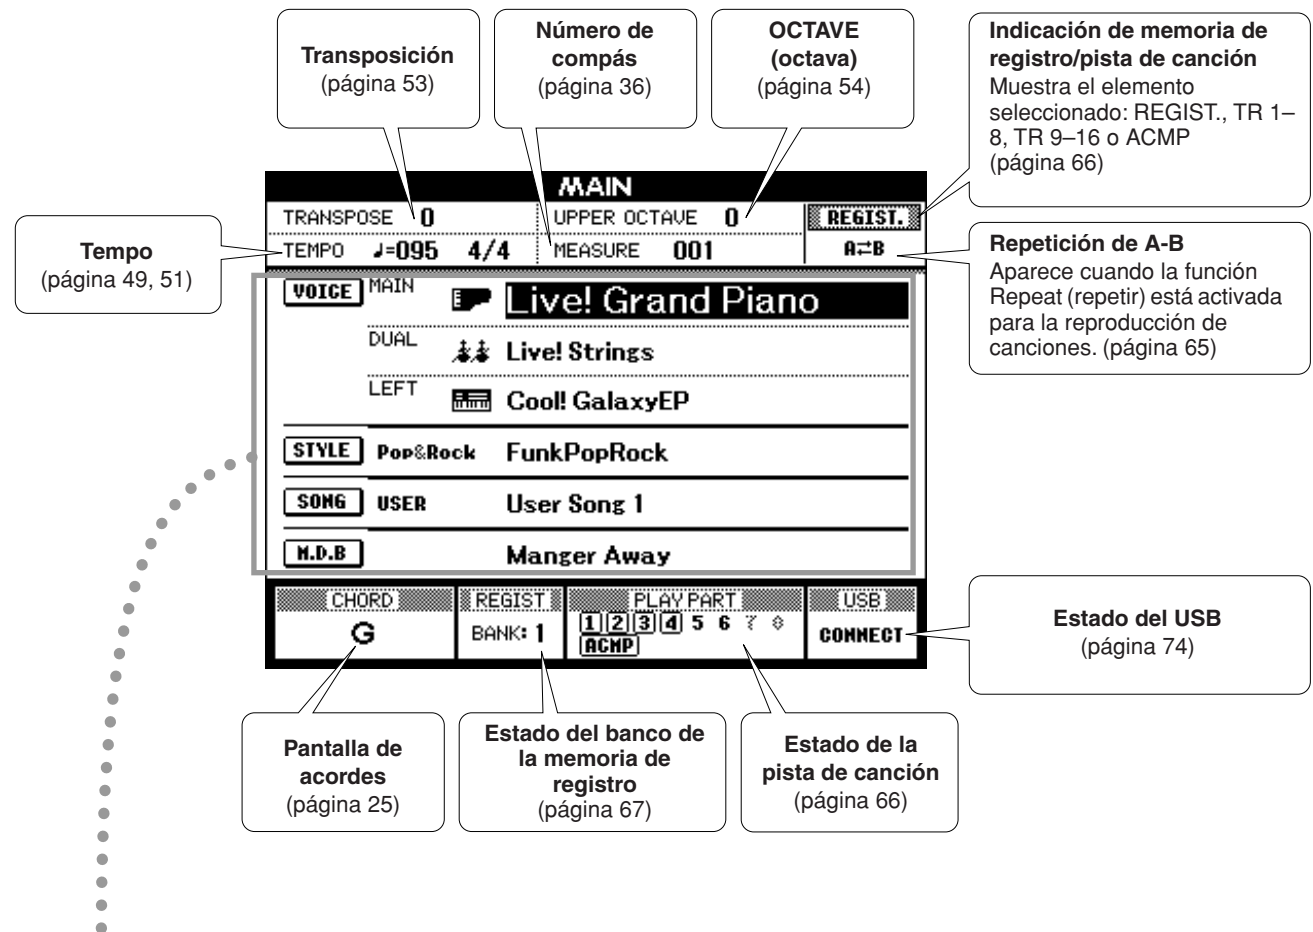 Transposición
(página 53)
Número de
compás
(página 36)
OCTAVE
(octava)
(página 54)
Indicación de memoria de
registro/pista de canción
Muestra el elemento
seleccionado: REGIST., TR 1–
8, TR 9–16 o ACMP
(página 66)
Tempo
(página 49, 51)
MAIN
TRANSPOSE 0
UPPER OCTAVE 0
REGIST.
TEMPO ♩=095 4/4
MEASURE 001
A⇄B
Repetición de A-B
Aparece cuando la función
Repeat (repetir) está activada
para la reproducción de
canciones. (página 65)
VOICE MAIN Live! Grand Piano
DUAL Live! Strings
LEFT Cool! GalaxyEP
STYLE Pop&Rock FunkPopRock
SONG USER User Song 1
M.D.B Manger Away
CHORD
G
REGIST
BANK: 1
PLAY PART
1 2 3 4 5 6 7 8
ACMP
USB
CONNECT
Estado del USB
(página 74)
Pantalla de
acordes
(página 25)
Estado del banco de
la memoria de
registro
(página 67)
Estado de la
pista de canción
(página 66)